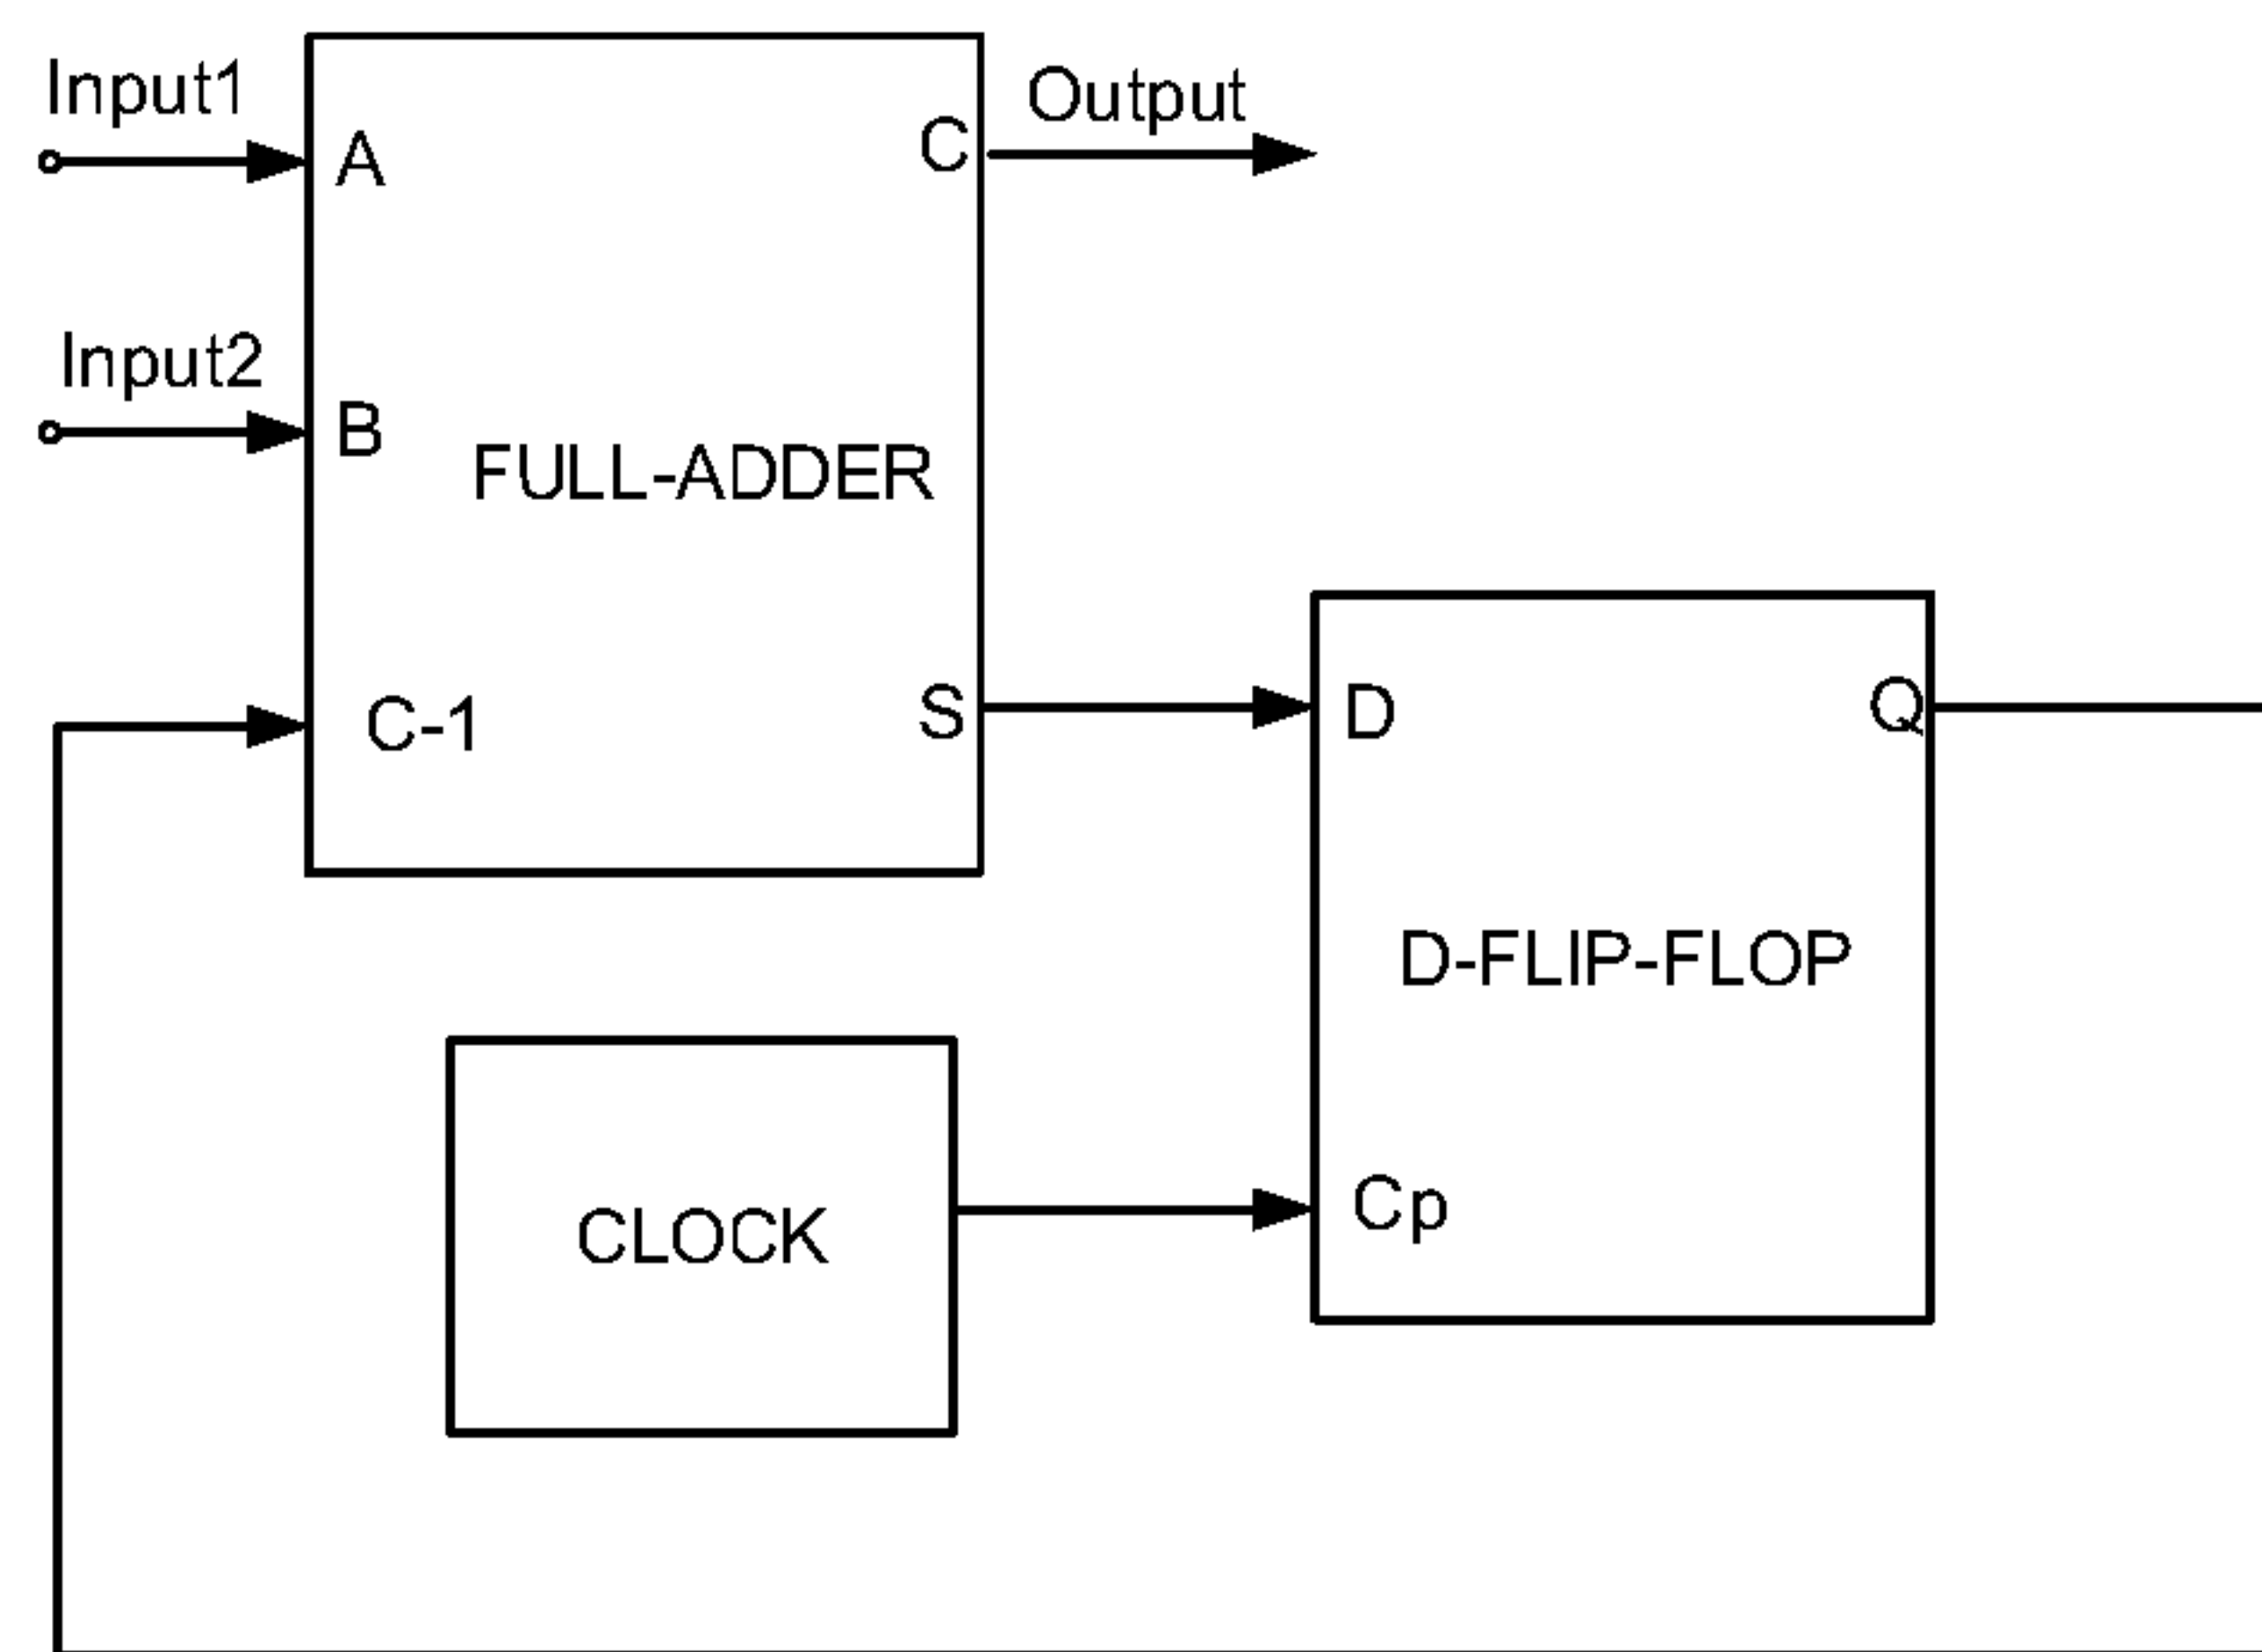 Input1
Output
A
C
Input2
B
FULL-ADDER
C-1
S
D
Q
D-FLIP-FLOP
CLOCK
Cp